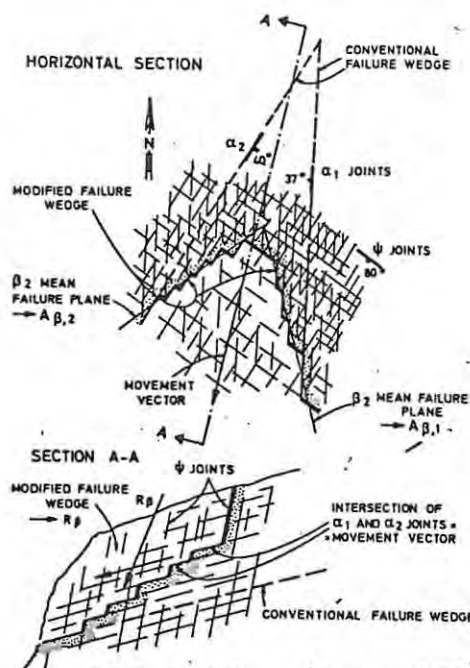 A
CONVENTIONAL
FAILURE WEDGE
HORIZONTAL SECTION
N
α2
37°
α1 JOINTS
MODIFIED FAILURE
WEDGE
ψ JOINTS
80
β2 MEAN
FAILURE PLANE
→ A β,2
MOVEMENT
VECTOR
β2 MEAN FAILURE
PLANE
→ A β,1
A
SECTION A-A
ψ JOINTS
MODIFIED FAILURE
WEDGE
→ Rβ
Rβ
INTERSECTION OF
α1 AND α2 JOINTS =
= MOVEMENT VECTOR
CONVENTIONAL FAILURE WEDGE